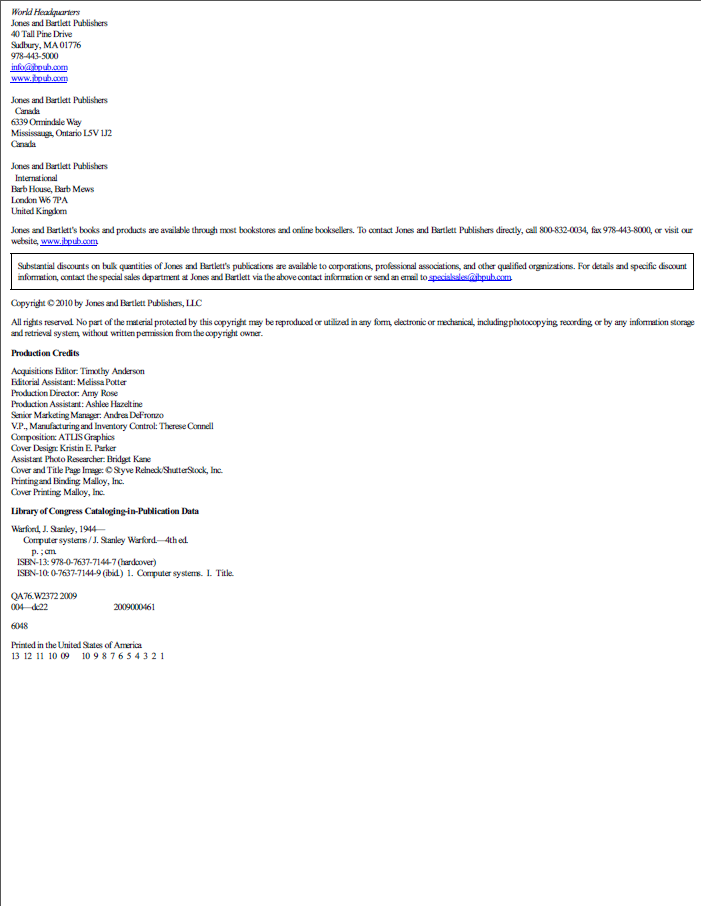 World Headquarters
Jones and Bartlett Publishers
40 Tall Pine Drive
Sudbury, MA 01776
978-443-5000
info@jbpub.com
www.jbpub.com
Jones and Bartlett Publishers
Canada
6339 Ormindale Way
Mississauga, Ontario L5V 1J2
Canada
Jones and Bartlett Publishers
International
Barb House, Barb Mews
London W6 7PA
United Kingdom
Jones and Bartlett's books and products are available through most bookstores and online booksellers. To contact Jones and Bartlett Publishers directly, call 800-832-0034, fax 978-443-8000, or visit our
website, www.jbpub.com.
Substantial discounts on bulk quantities of Jones and Bartlett's publications are available to corporations, professional associations, and other qualified organizations. For details and specific discount
information, contact the special sales department at Jones and Bartlett via the above contact information or send an email to specialsales@jbpub.com.
Copyright © 2010 by Jones and Bartlett Publishers, LLC
All rights reserved. No part of the material protected by this copyright may be reproduced or utilized in any form, electronic or mechanical, including photocopying, recording, or by any information storage
and retrieval system, without written permission from the copyright owner.
Production Credits
Acquisitions Editor: Timothy Anderson
Editorial Assistant: Melissa Potter
Production Director: Amy Rose
Production Assistant: Ashlee Hazeltine
Senior Marketing Manager: Andrea DeFronzo
V.P., Manufacturing and Inventory Control: Therese Connell
Composition: ATLIS Graphics
Cover Design: Kristin E. Parker
Assistant Photo Researcher: Bridget Kane
Cover and Title Page Image: © Styve Relneck/ShutterStock, Inc.
Printing and Binding: Malloy, Inc.
Cover Printing: Malloy, Inc.
Library of Congress Cataloging-in-Publication Data
Warford, J. Stanley, 1944—
Computer systems / J. Stanley Warford.—4th ed.
p. ; cm.
ISBN-13: 978-0-7637-7144-7 (hardcover)
ISBN-10: 0-7637-7144-9 (ibid.) 1. Computer systems. I. Title.
QA76.W2372 2009
004—dc22 2009000461
6048
Printed in the United States of America
13 12 11 10 09 10 9 8 7 6 5 4 3 2 1